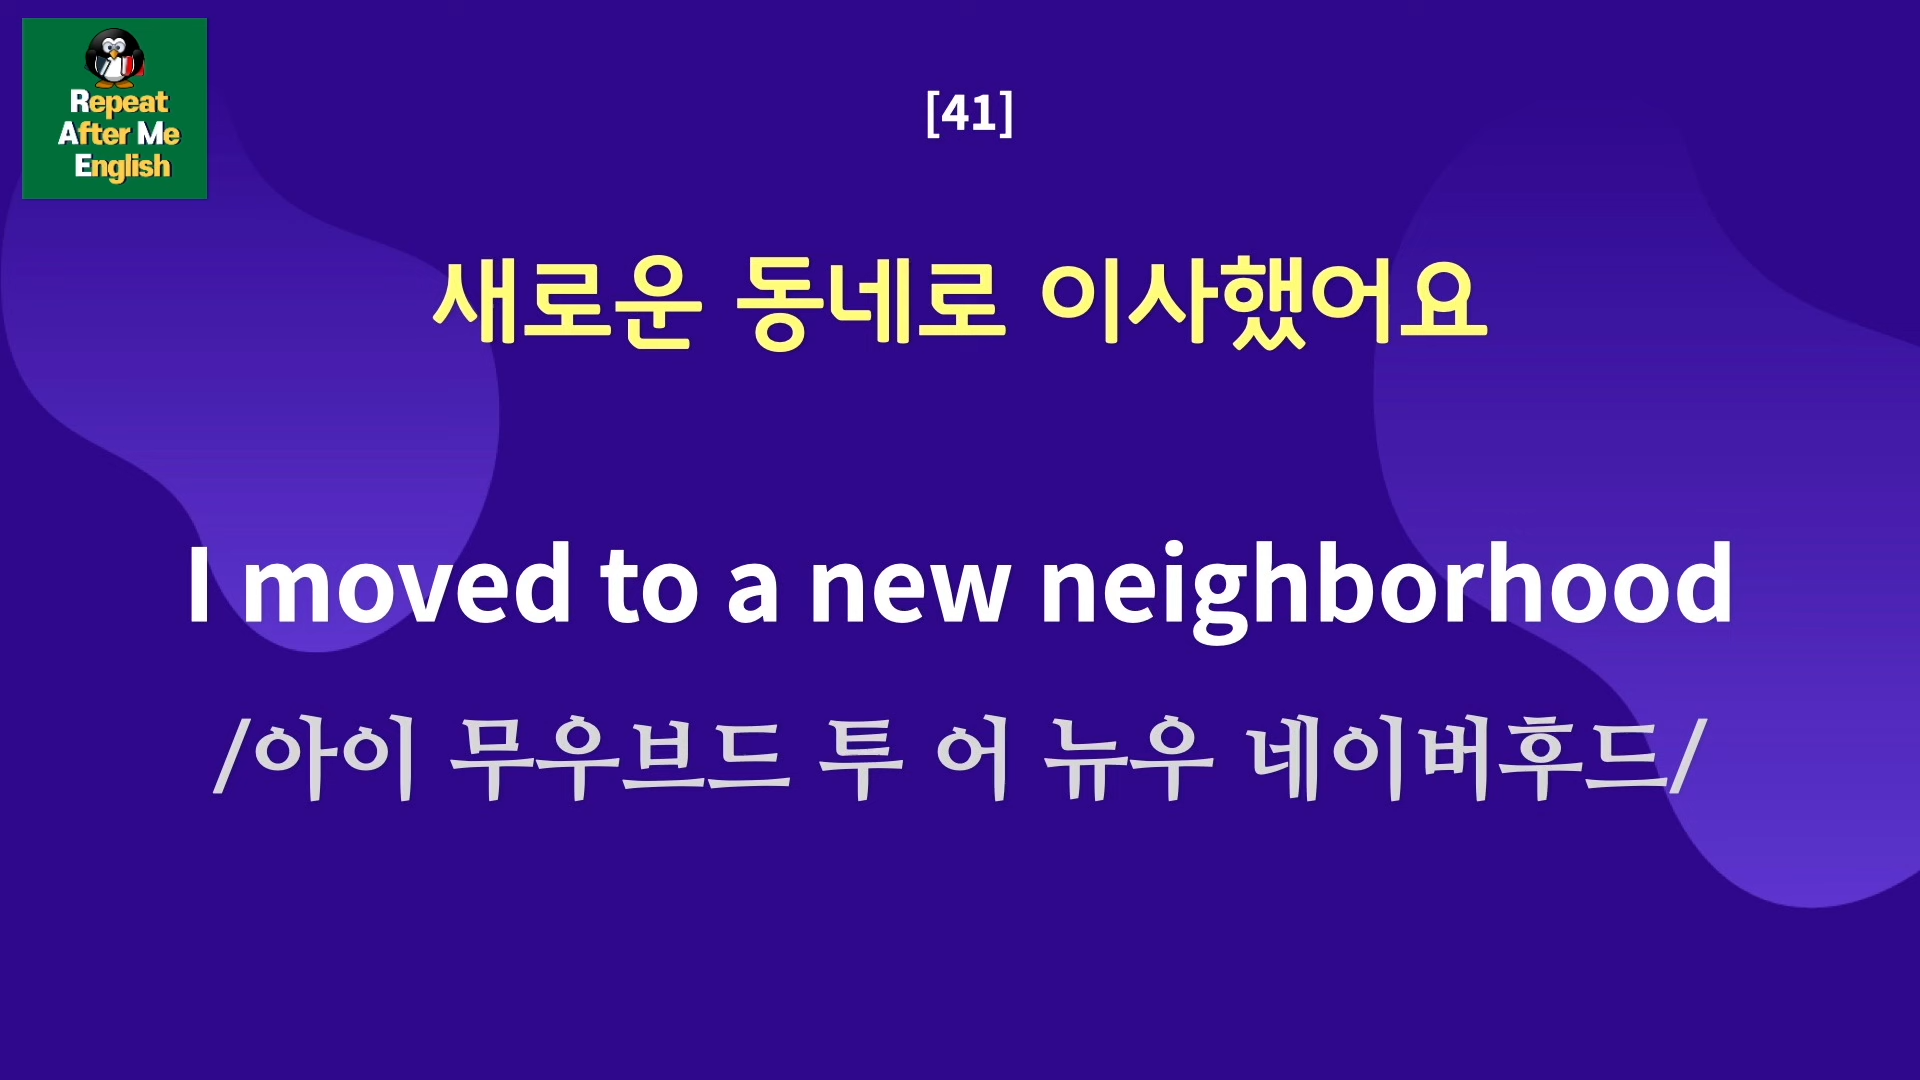 Repeat
After Me
English
[41]
새로운 동네로 이사했어요
I moved to a new neighborhood
/아이 무우브드 투 어 뉴우 네이버후드/